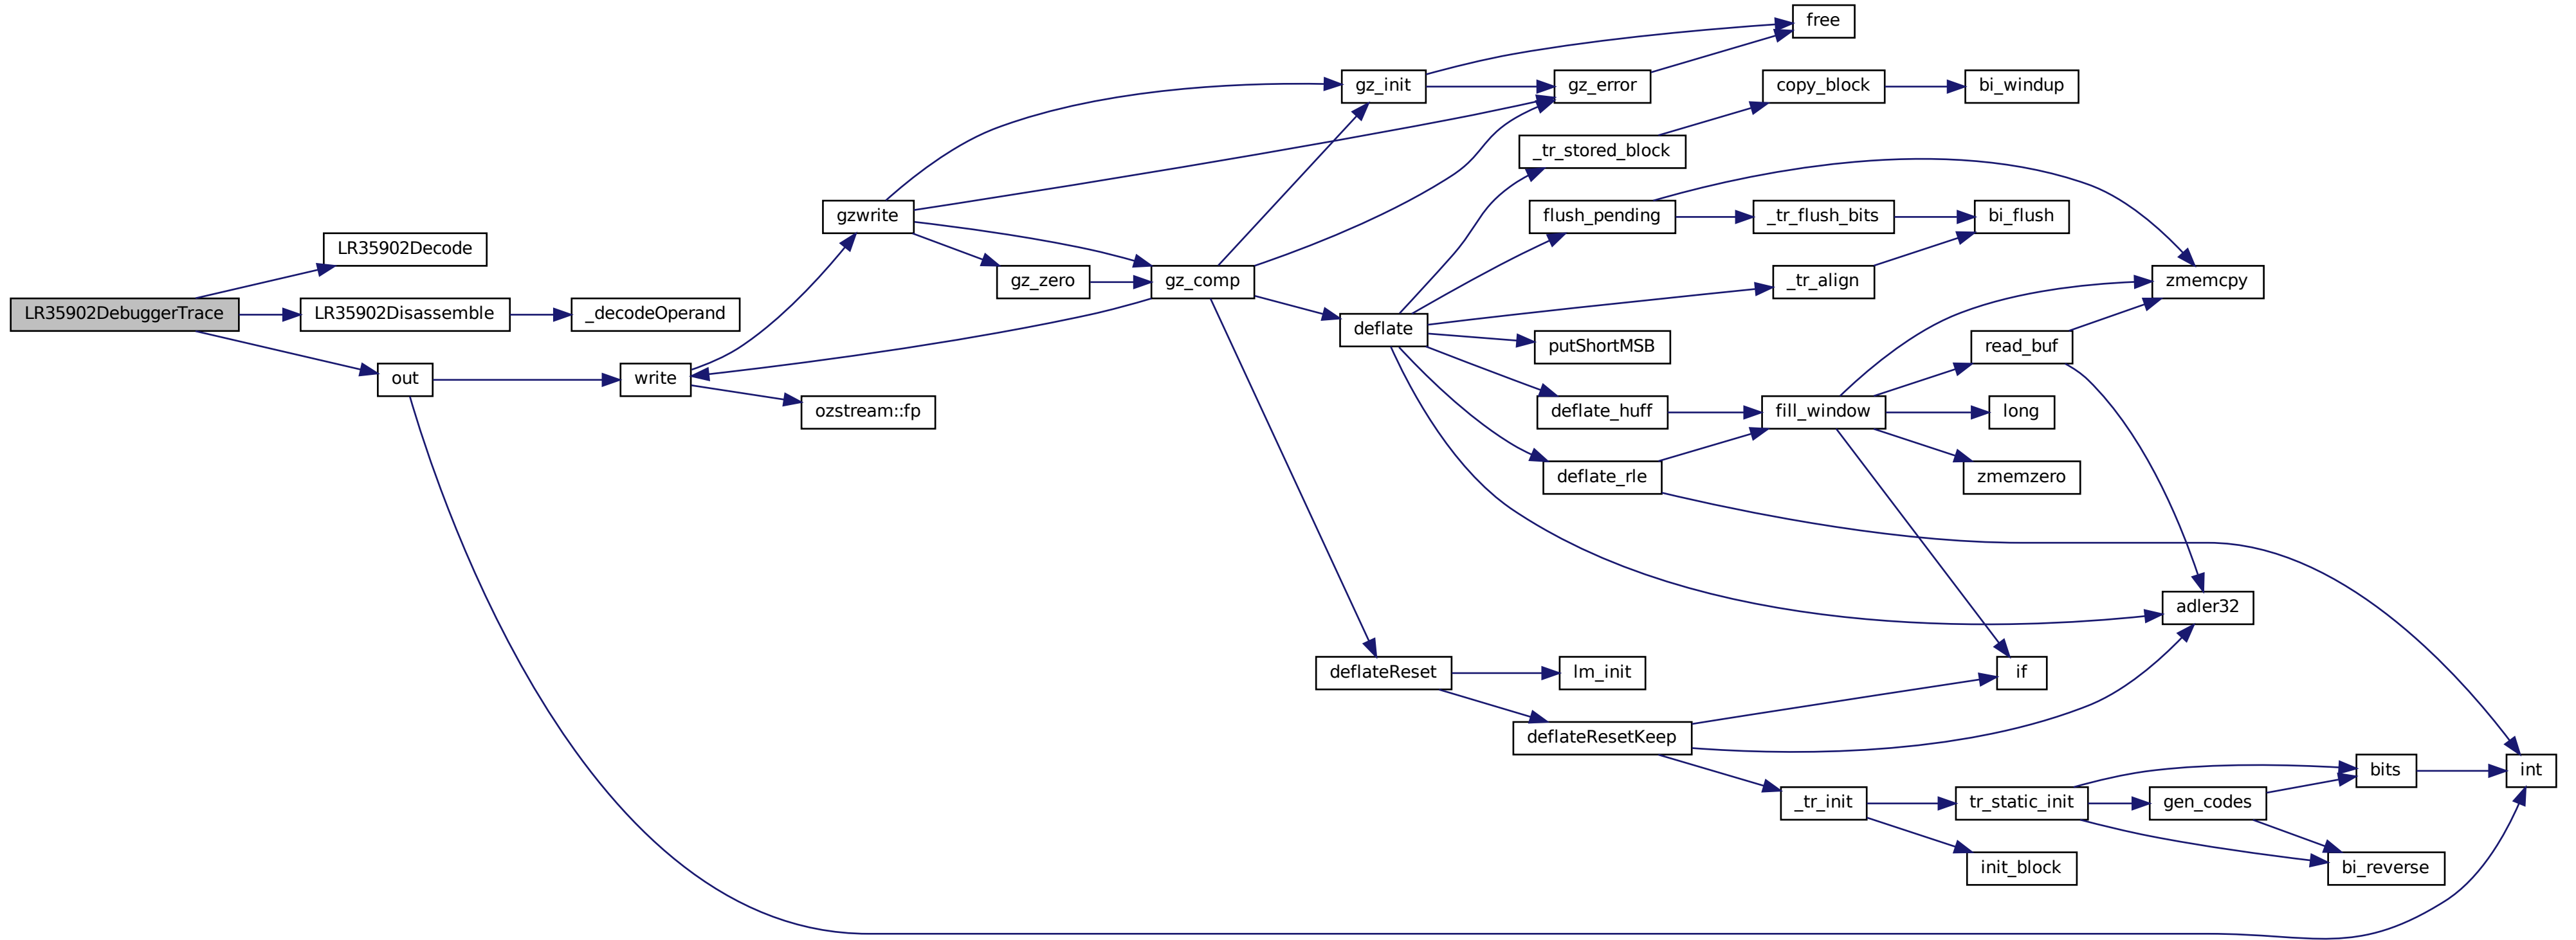 free
gz_init
gz_error
copy_block
bi_windup
_tr_stored_block
gzwrite
flush_pending
_tr_flush_bits
bi_flush
LR35902Decode
gz_zero
gz_comp
_tr_align
zmemcpy
LR35902DebuggerTrace
LR35902Disassemble
_decodeOperand
deflate
putShortMSB
read_buf
out
write
ozstream::fp
deflate_huff
fill_window
long
deflate_rle
zmemzero
adler32
deflateReset
lm_init
if
deflateResetKeep
bits
int
_tr_init
tr_static_init
gen_codes
init_block
bi_reverse